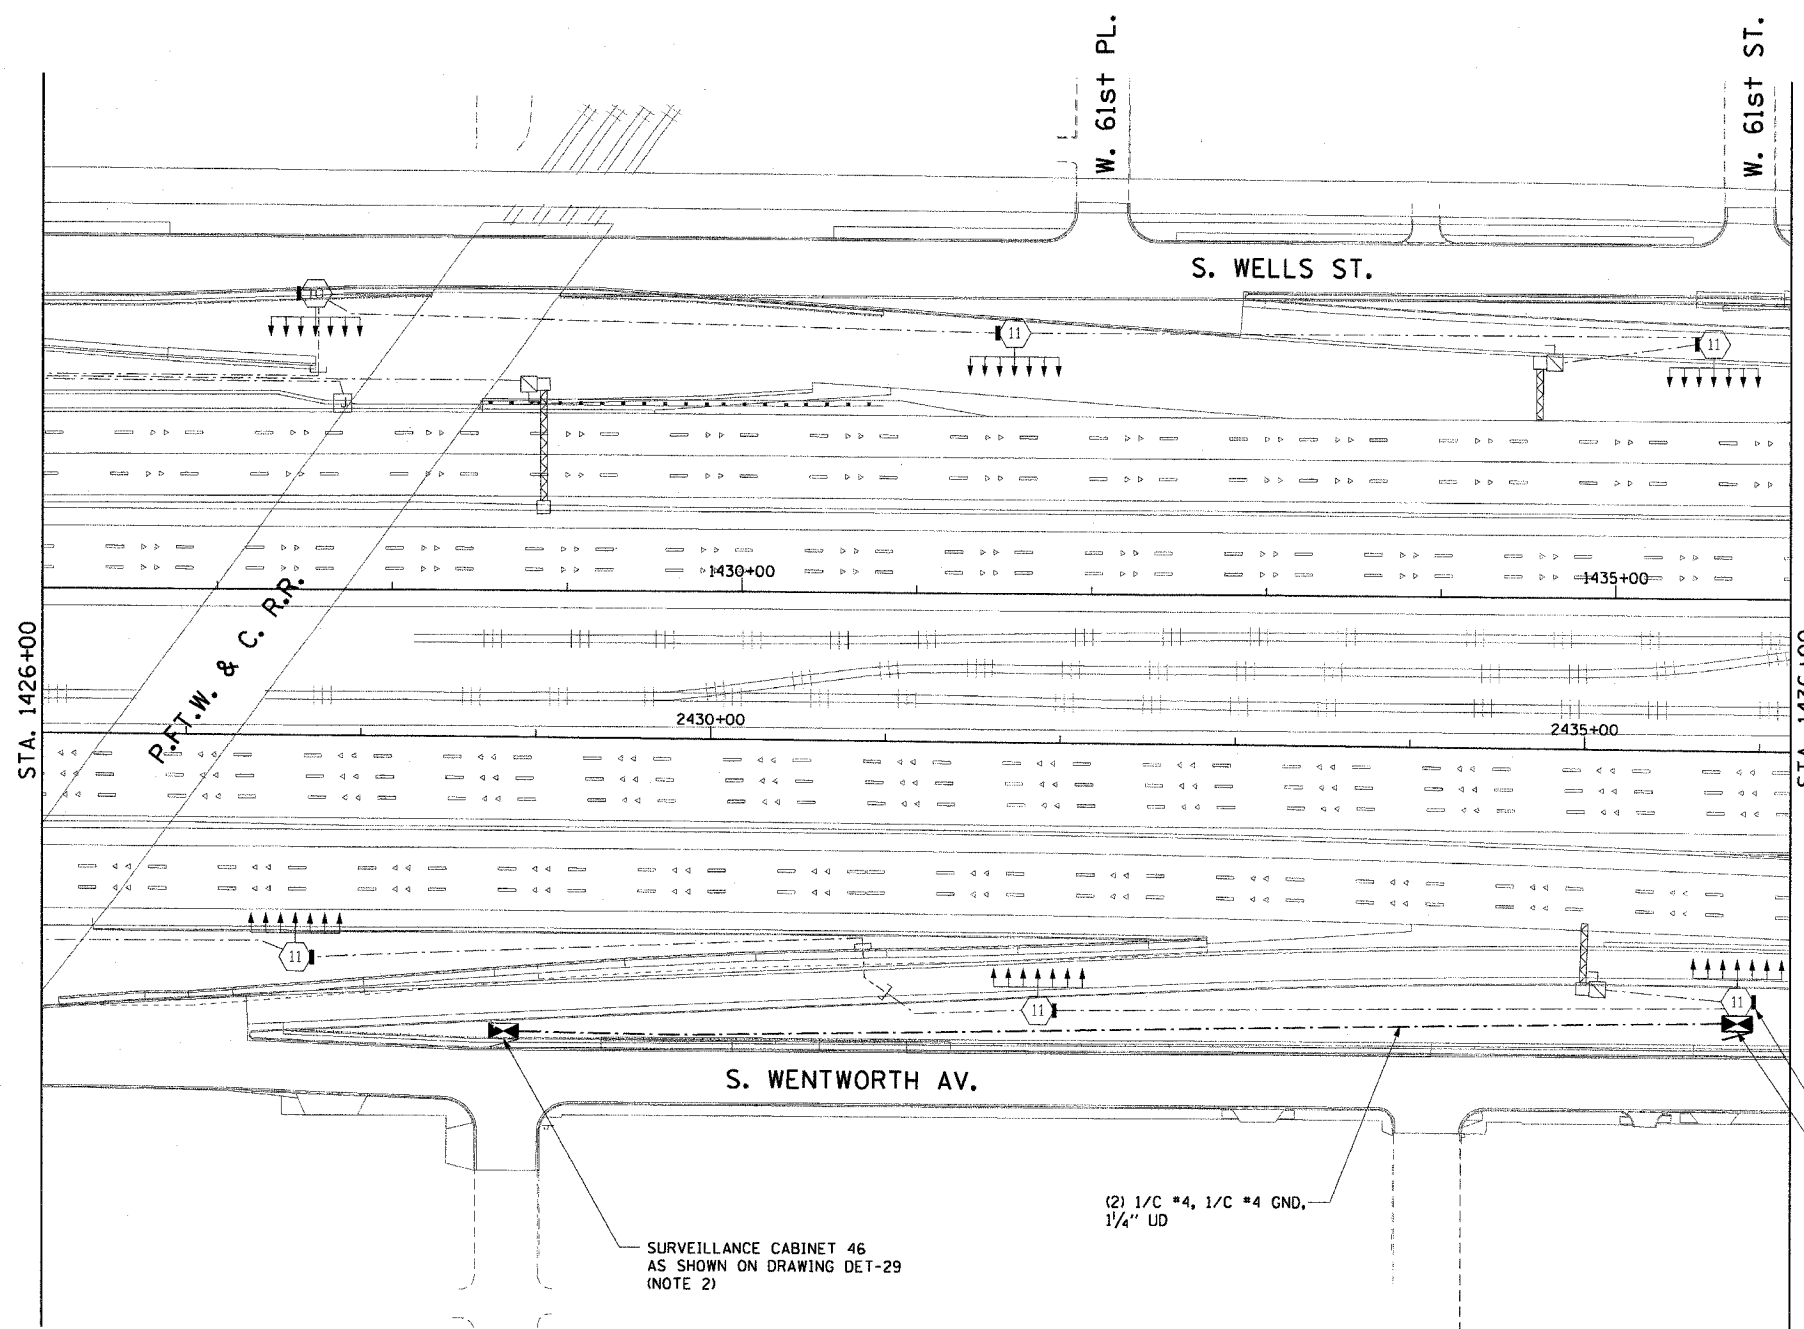 W. 61st PL.
W. 61st ST.
S. WELLS ST.
11
11
J
1430+00
1435+00
P.FT.W. & C. R.R.
STA. 1426+00
2430+00
2435+00
11
11
11
S. WENTWORTH AV.
(2) 1/C #4, 1/C #4 GND,
1¼" UD
SURVEILLANCE CABINET 46
AS SHOWN ON DRAWING DET-29
(NOTE 2)